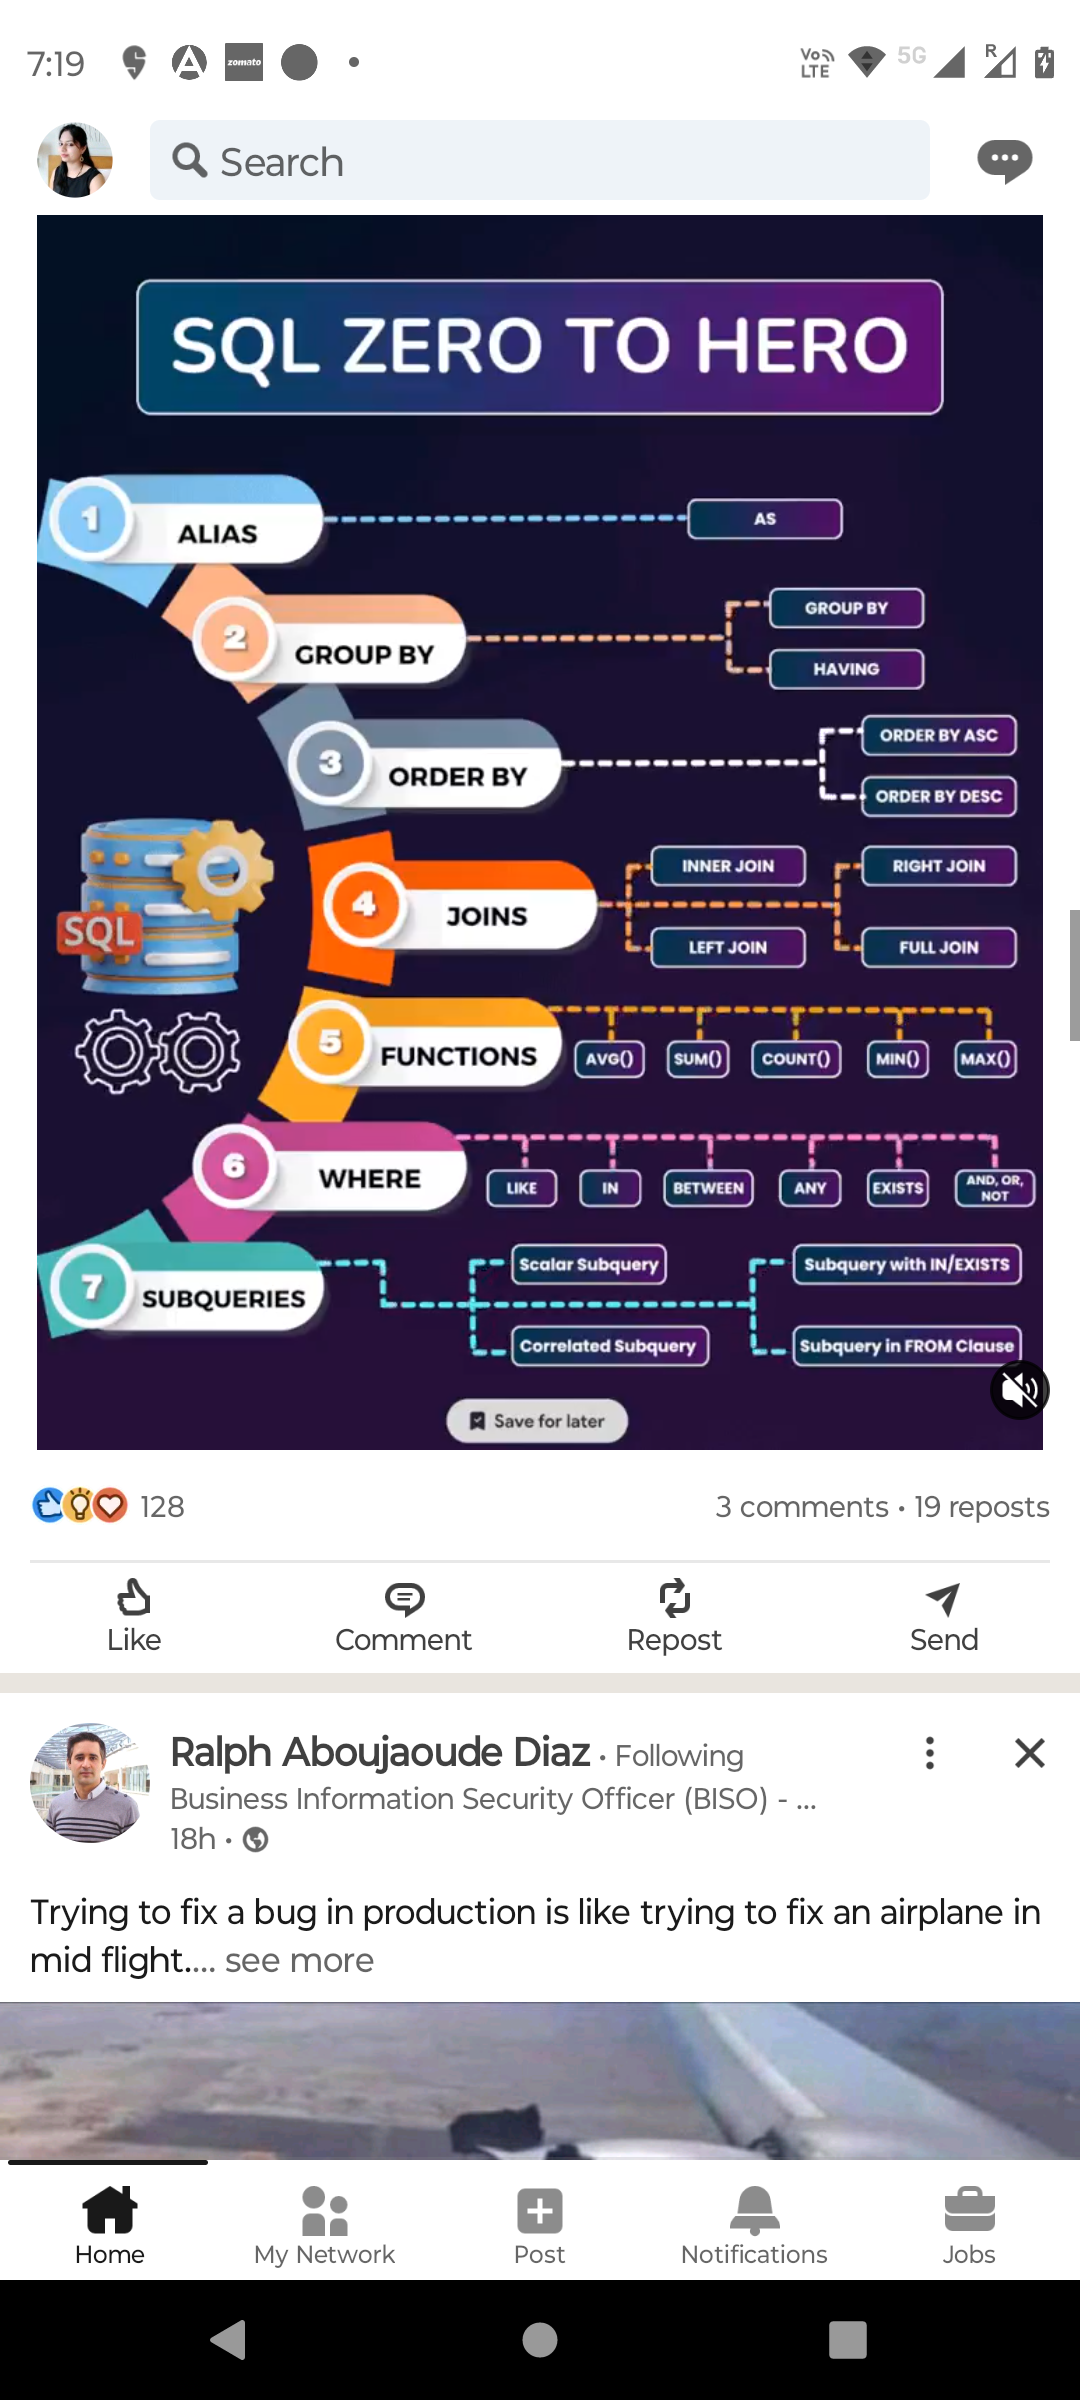 7:19
zomato
Vo))
LTE
5G
R
Search
SQL ZERO TO HERO
1
ALIAS
AS
2
GROUP BY
GROUP BY
HAVING
3
ORDER BY
ORDER BY ASC
ORDER BY DESC
SQL
4
JOINS
INNER JOIN
RIGHT JOIN
LEFT JOIN
FULL JOIN
5
FUNCTIONS
AVG()
SUM()
COUNT()
MIN()
MAX()
6
WHERE
LIKE
IN
BETWEEN
ANY
EXISTS
AND, OR,
NOT
7
SUBQUERIES
Scalar Subquery
Subquery with IN/EXISTS
Correlated Subquery
Subquery in FROM Clause
Save for later
128
3 comments • 19 reposts
Like
Comment
Repost
Send
Ralph Aboujaoude Diaz • Following
Business Information Security Officer (BISO) - ...
18h •
Trying to fix a bug in production is like trying to fix an airplane in
mid flight.... see more
Home
My Network
Post
Notifications
Jobs